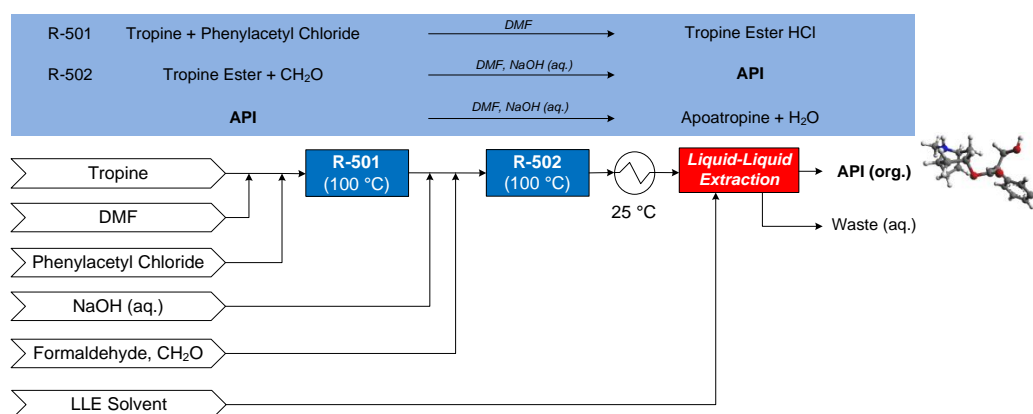 R-501 Tropine + Phenylacetyl Chloride DMF Tropine Ester HCl
R-502 Tropine Ester + CH₂O DMF, NaOH (aq.) API
API DMF, NaOH (aq.) Apoatropine + H₂O
Tropine
R-501
(100 °C)
R-502
(100 °C)
25 °C
Liquid-Liquid
Extraction
API (org.)
Waste (aq.)
DMF
Phenylacetyl Chloride
NaOH (aq.)
Formaldehyde, CH₂O
LLE Solvent